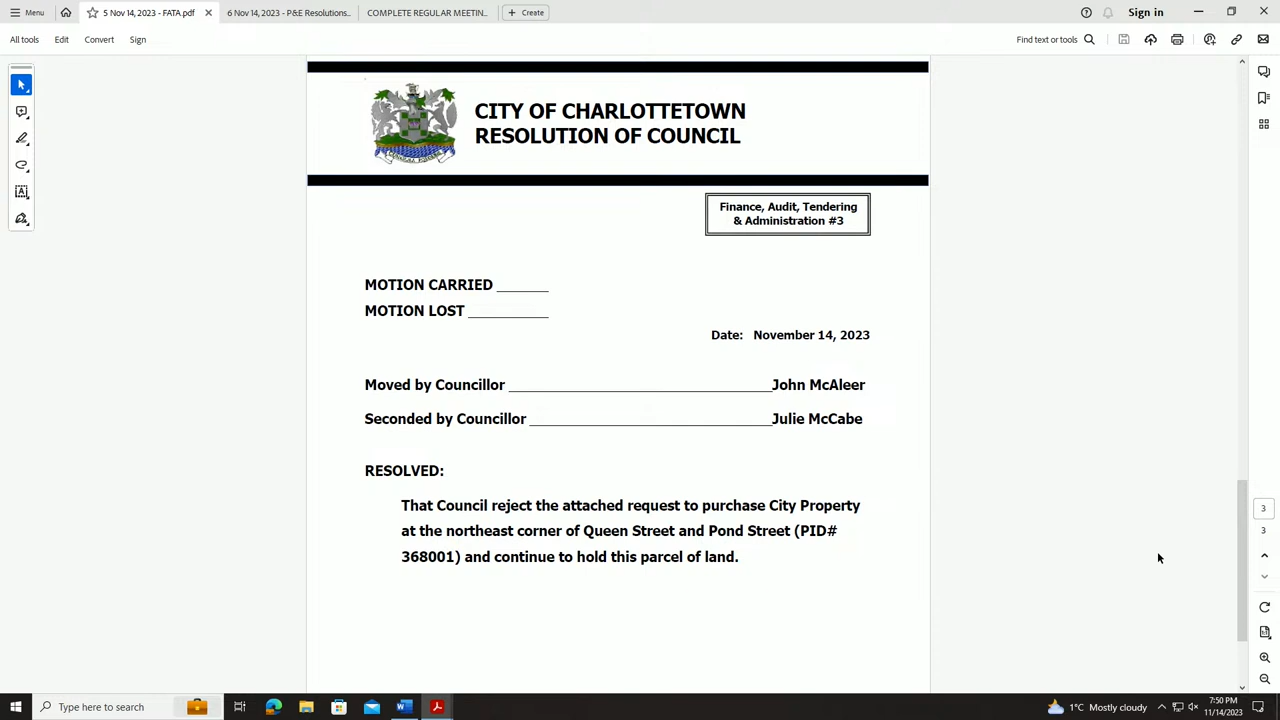 Menu
5 Nov 14, 2023 - FATA.pdf
6 Nov 14, 2023 - P&E Resolutions...
COMPLETE REGULAR MEETIN...
Create
Sign in
All tools
Edit
Convert
Sign
Find text or tools
CITY OF CHARLOTTETOWN
RESOLUTION OF COUNCIL
Finance, Audit, Tendering
& Administration #3
MOTION CARRIED _______
MOTION LOST __________
Date: November 14, 2023
Moved by Councillor ______________________________John McAleer
Seconded by Councillor ____________________________Julie McCabe
RESOLVED:
That Council reject the attached request to purchase City Property
at the northeast corner of Queen Street and Pond Street (PID#
368001) and continue to hold this parcel of land.
3
3
Type here to search
1°C Mostly cloudy
7:50 PM
11/14/2023